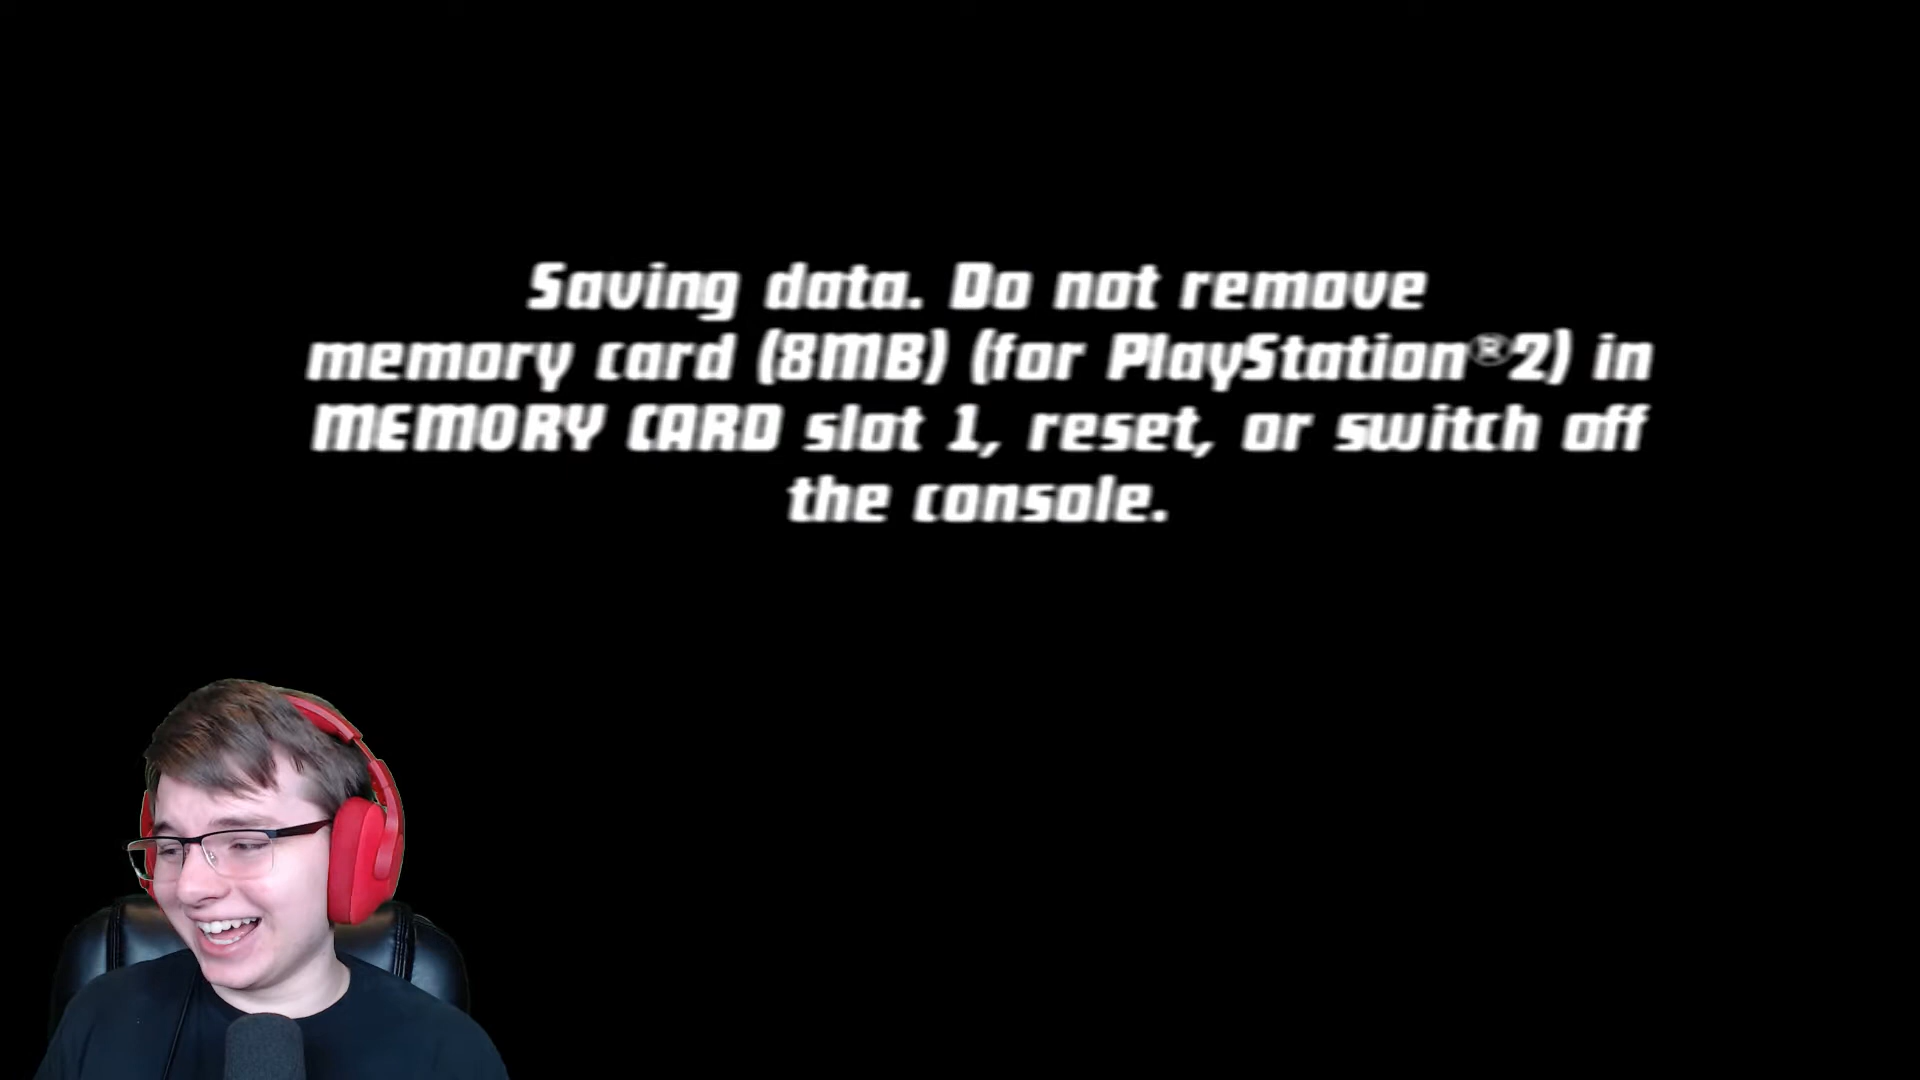 Saving data. Do not remove
memory card (8MB) (for PlayStation®2) in
MEMORY CARD slot 1, reset, or switch off
the console.